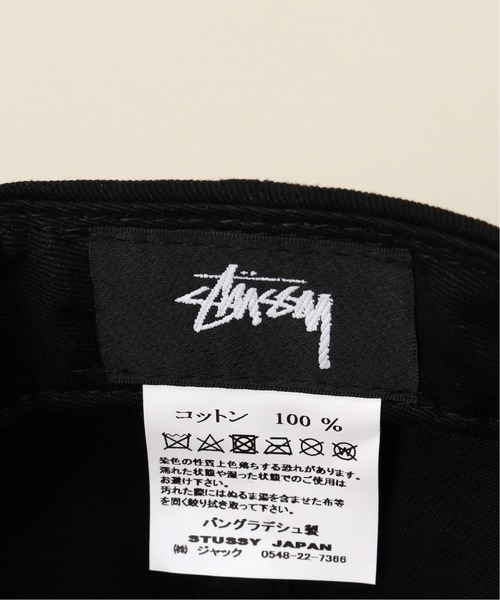 STÜSSY
コットン 100 %
染色の性質上色落ちする恐れがあります。
濡れた状態や湿った状態でのご使用は
お避け下さい。
汚れた際にはぬるま湯を含ませた布等
を固く絞り拭き取って下さい。
バングラデシュ製
STUSSY JAPAN
㈱ ジャック 0548-22-7366